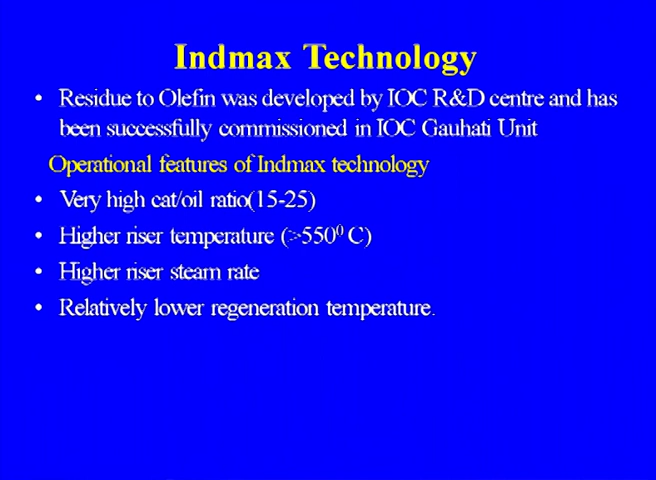 Indmax Technology
• Residue to Olefin was developed by IOC R&D centre and has
been successfully commissioned in IOC Gauhati Unit
Operational features of Indmax technology
• Very high cat/oil ratio(15-25)
• Higher riser temperature (>550⁰ C)
• Higher riser steam rate
• Relatively lower regeneration temperature.